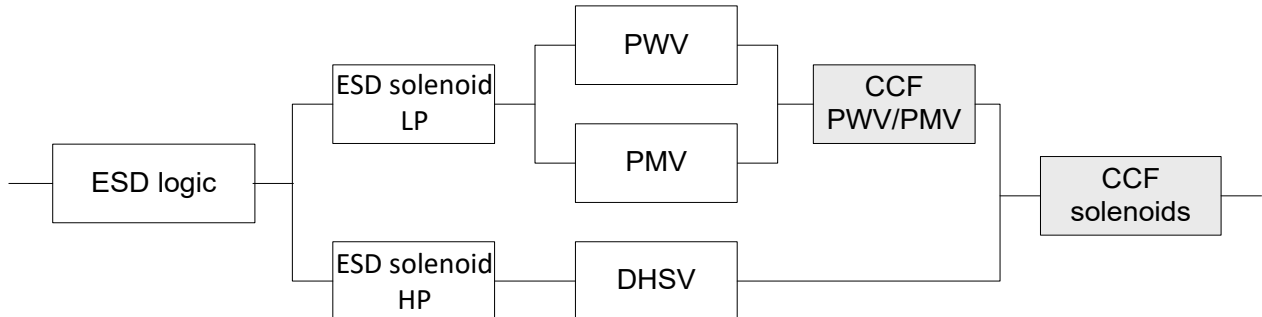 ESD logic
ESD solenoid
LP
PWV
PMV
CCF
PWV/PMV
ESD solenoid
HP
DHSV
CCF
solenoids